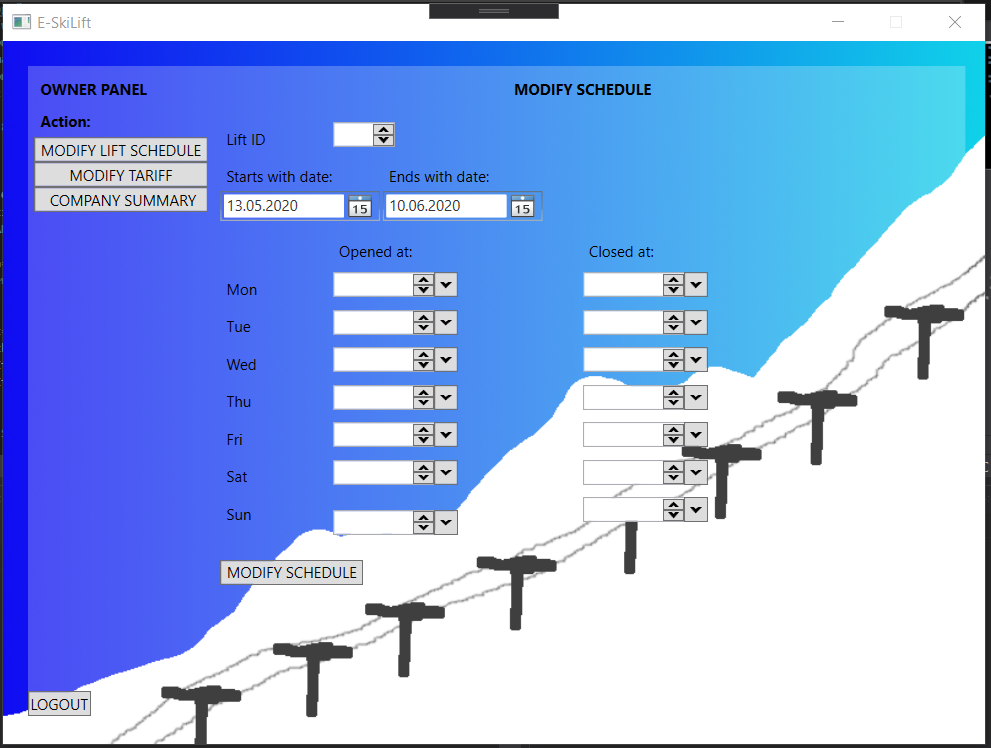 E-SkiLift
OWNER PANEL
MODIFY SCHEDULE
Action:
MODIFY LIFT SCHEDULE
MODIFY TARIFF
COMPANY SUMMARY
Lift ID
Starts with date: Ends with date:
13.05.2020 15 10.06.2020 15
Opened at: Closed at:
Mon
Tue
Wed
Thu
Fri
Sat
Sun
MODIFY SCHEDULE
LOGOUT